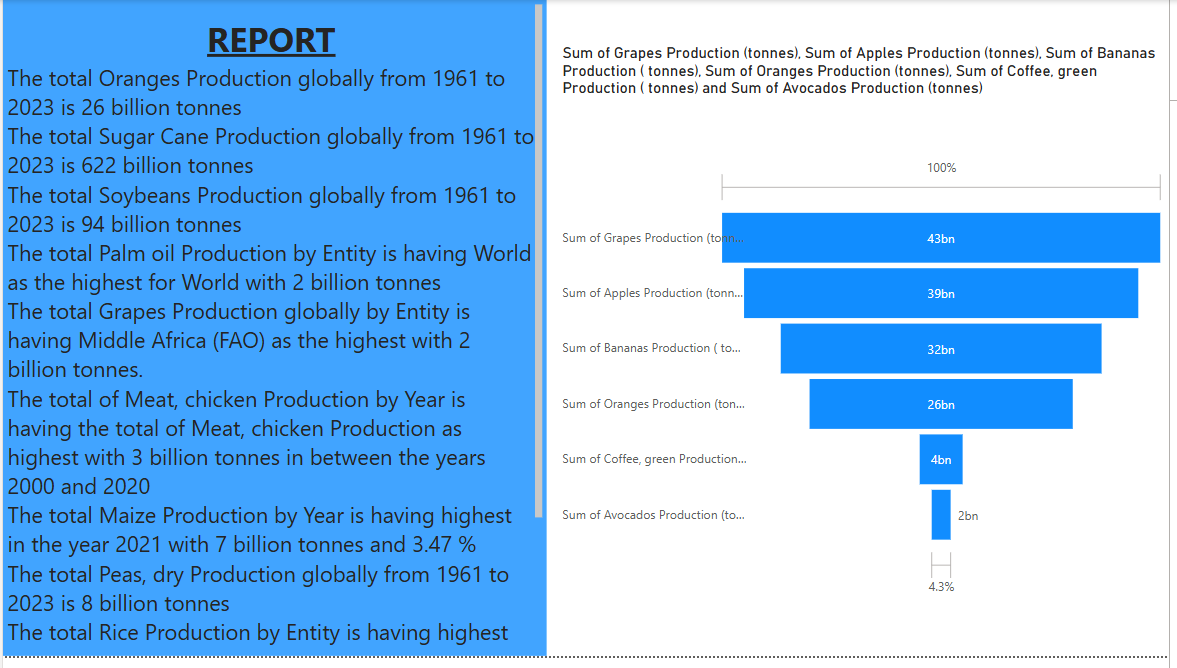 REPORT
The total Oranges Production globally from 1961 to
2023 is 26 billion tonnes
The total Sugar Cane Production globally from 1961 to
2023 is 622 billion tonnes
The total Soybeans Production globally from 1961 to
2023 is 94 billion tonnes
The total Palm oil Production by Entity is having World
as the highest for World with 2 billion tonnes
The total Grapes Production globally by Entity is
having Middle Africa (FAO) as the highest with 2
billion tonnes.
The total of Meat, chicken Production by Year is
having the total of Meat, chicken Production as
highest with 3 billion tonnes in between the years
2000 and 2020
The total Maize Production by Year is having highest
in the year 2021 with 7 billion tonnes and 3.47 %
The total Peas, dry Production globally from 1961 to
2023 is 8 billion tonnes
The total Rice Production by Entity is having highest
Sum of Grapes Production (tonnes), Sum of Apples Production (tonnes), Sum of Bananas
Production ( tonnes), Sum of Oranges Production (tonnes), Sum of Coffee, green
Production ( tonnes) and Sum of Avocados Production (tonnes)
100%
Sum of Grapes Production (tonn... 43bn
Sum of Apples Production (tonn... 39bn
Sum of Bananas Production ( to... 32bn
Sum of Oranges Production (ton... 26bn
Sum of Coffee, green Production... 4bn
Sum of Avocados Production (to... 2bn
4.3%